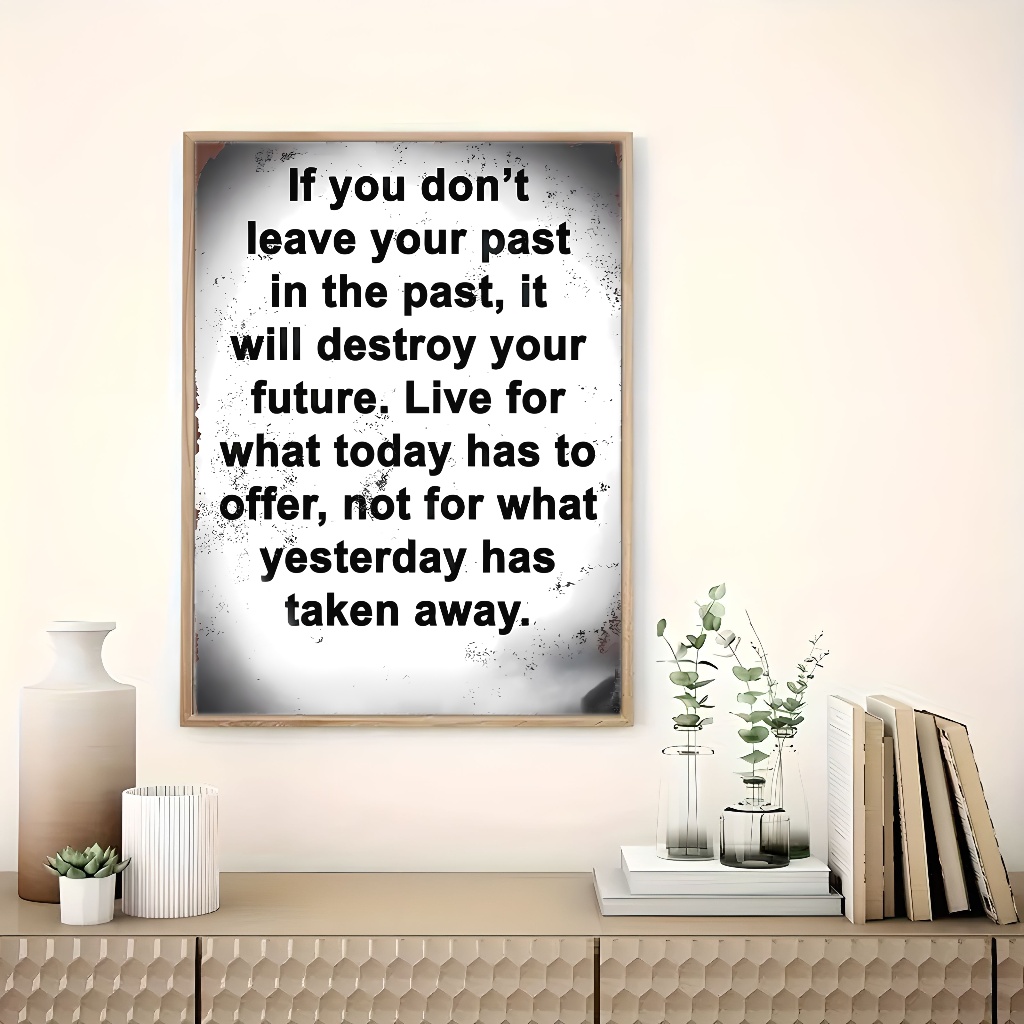 If you don’t
leave your past
in the past, it
will destroy your
future. Live for
what today has to
offer, not for what
yesterday has
taken away.